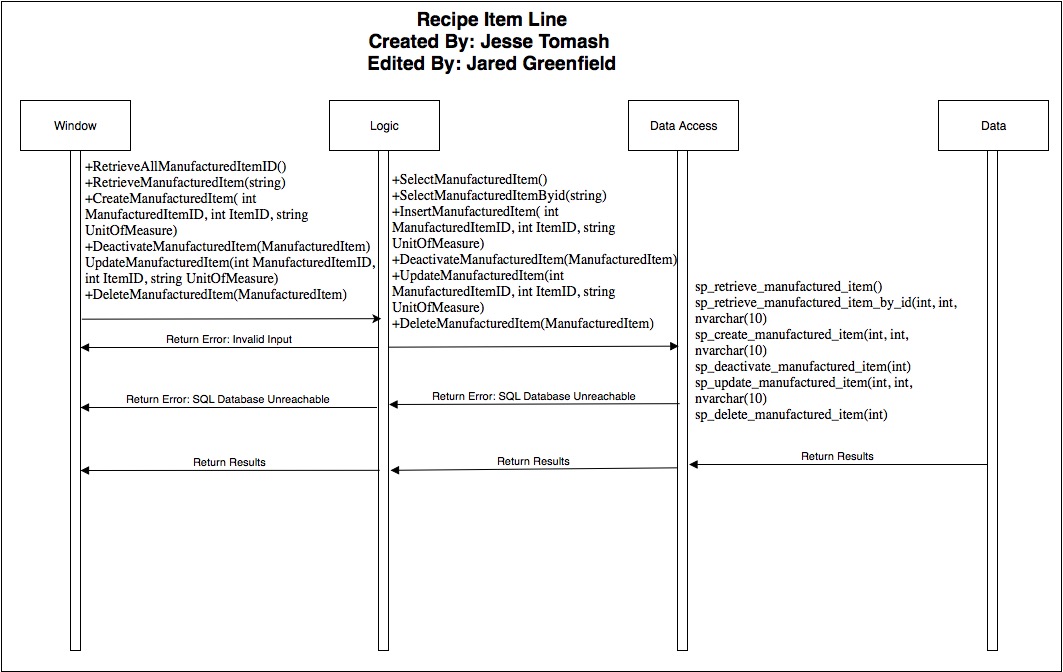 Recipe Item Line
Created By: Jesse Tomash
Edited By: Jared Greenfield
Window
Logic
Data Access
Data
+RetrieveAllManufacturedItemID()
+RetrieveManufacturedItem(string)
+CreateManufacturedItem( int
ManufacturedItemID, int ItemID, string
UnitOfMeasure)
+DeactivateManufacturedItem(ManufacturedItem)
UpdateManufacturedItem(int ManufacturedItemID,
int ItemID, string UnitOfMeasure)
+DeleteManufacturedItem(ManufacturedItem)
+SelectManufacturedItem()
+SelectManufacturedItemByid(string)
+InsertManufacturedItem( int
ManufacturedItemID, int ItemID, string
UnitOfMeasure)
+DeactivateManufacturedItem(ManufacturedItem)
+UpdateManufacturedItem(int
ManufacturedItemID, int ItemID, string
UnitOfMeasure)
+DeleteManufacturedItem(ManufacturedItem)
sp_retrieve_manufactured_item()
sp_retrieve_manufactured_item_by_id(int, int,
nvarchar(10)
sp_create_manufactured_item(int, int,
nvarchar(10)
sp_deactivate_manufactured_item(int)
sp_update_manufactured_item(int, int,
nvarchar(10)
sp_delete_manufactured_item(int)
Return Error: Invalid Input
Return Error: SQL Database Unreachable
Return Error: SQL Database Unreachable
Return Results
Return Results
Return Results